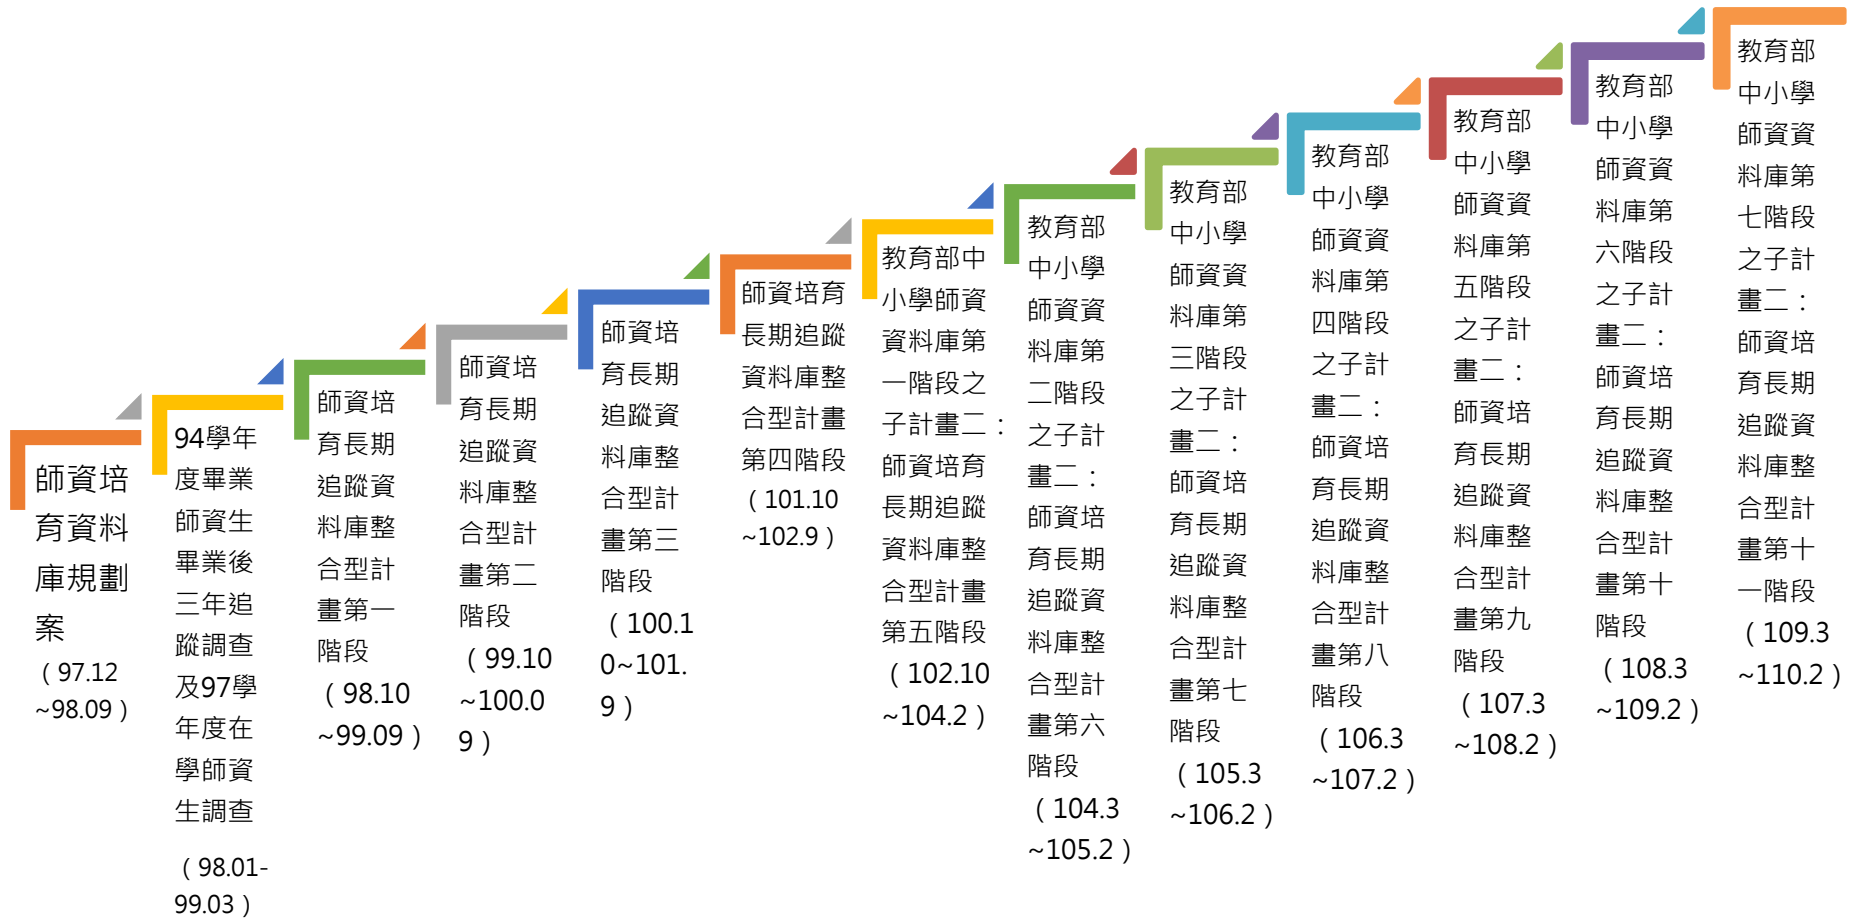 師資培
育資料
庫規劃
案
（97.12
~98.09）
94學年
度畢業
師資生
畢業後
三年追
蹤調查
及97學
年度在
學師資
生調查
（98.01-
99.03）
師資培
育長期
追蹤資
料庫整
合型計
畫第一
階段
（98.10
~99.09）
師資培
育長期
追蹤資
料庫整
合型計
畫第二
階段
（99.10
~100.0
9）
師資培
育長期
追蹤資
料庫整
合型計
畫第三
階段
（100.1
0~101.
9）
師資培育
長期追蹤
資料庫整
合型計畫
第四階段
（101.10
~102.9）
教育部中
小學師資
資料庫第
一階段之
子計畫二：
師資培育
長期追蹤
資料庫整
合型計畫
第五階段
（102.10
~104.2）
教育部
中小學
師資資
料庫第
二階段
之子計
畫二：
師資培
育長期
追蹤資
料庫整
合型計
畫第六
階段
（104.3
~105.2）
教育部
中小學
師資資
料庫第
三階段
之子計
畫二：
師資培
育長期
追蹤資
料庫整
合型計
畫第七
階段
（105.3
~106.2）
教育部
中小學
師資資
料庫第
四階段
之子計
畫二：
師資培
育長期
追蹤資
料庫整
合型計
畫第八
階段
（106.3
~107.2）
教育部
中小學
師資資
料庫第
五階段
之子計
畫二：
師資培
育長期
追蹤資
料庫整
合型計
畫第九
階段
（107.3
~108.2）
教育部
中小學
師資資
料庫第
六階段
之子計
畫二：
師資培
育長期
追蹤資
料庫整
合型計
畫第十
階段
（108.3
~109.2）
教育部
中小學
師資資
料庫第
七階段
之子計
畫二：
師資培
育長期
追蹤資
料庫整
合型計
畫第十
一階段
（109.3
~110.2）